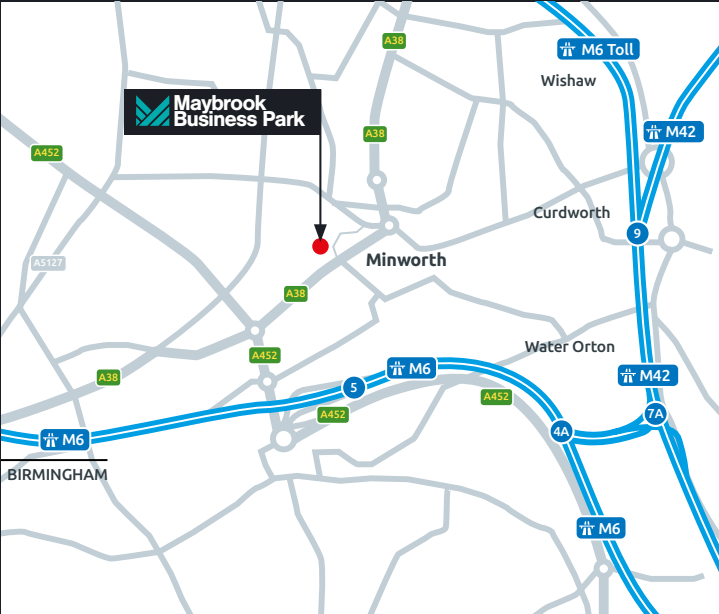 A38
M6 Toll
Wishaw
Maybrook
Business Park
M42
A38
A452
Curdworth
9
Minworth
A5127
A38
Water Orton
A452
M6
M42
A38
5
A452
A452
7A
4A
M6
BIRMINGHAM
M6